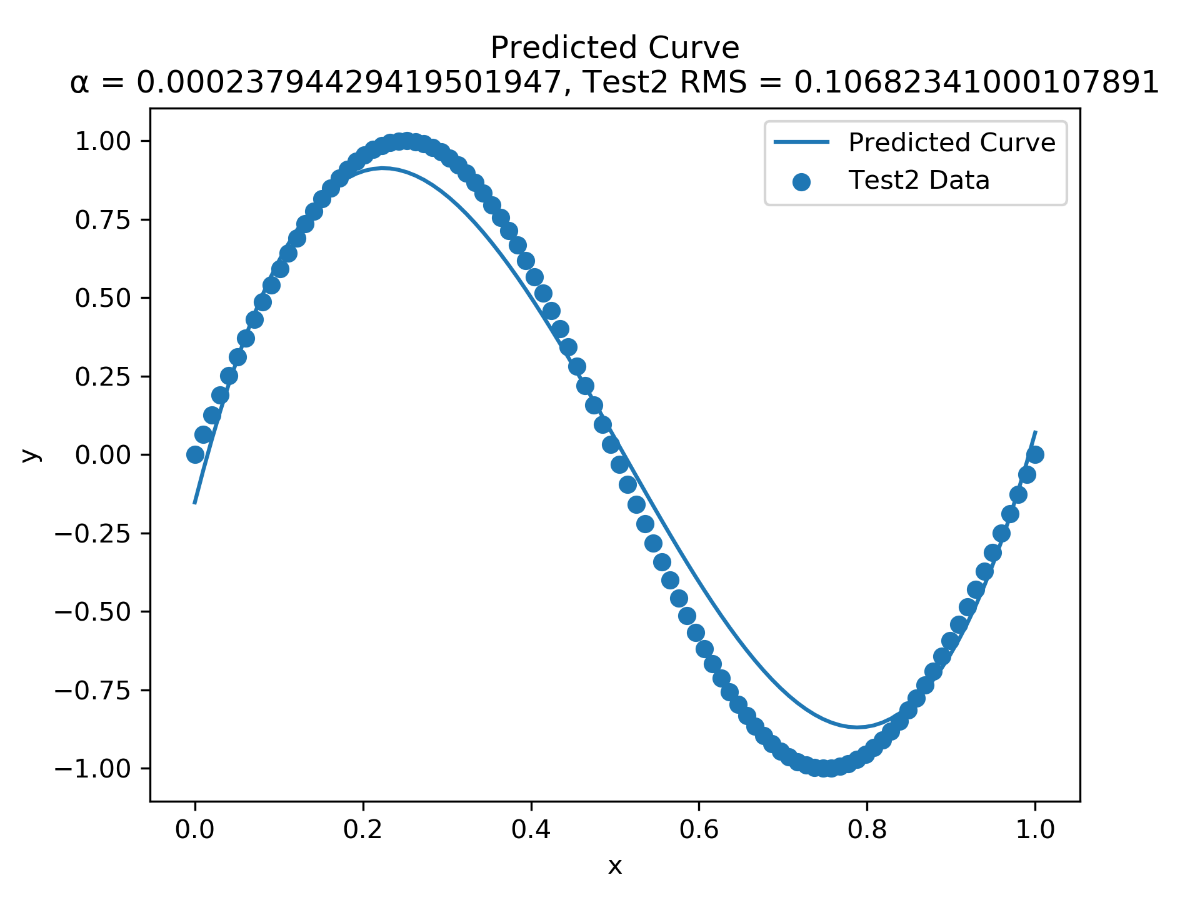 Predicted Curve
α = 0.00023794429419501947, Test2 RMS = 0.10682341000107891
Predicted Curve
Test2 Data
1.00
0.75
0.50
0.25
0.00
−0.25
−0.50
−0.75
−1.00
y
0.0 0.2 0.4 0.6 0.8 1.0
x